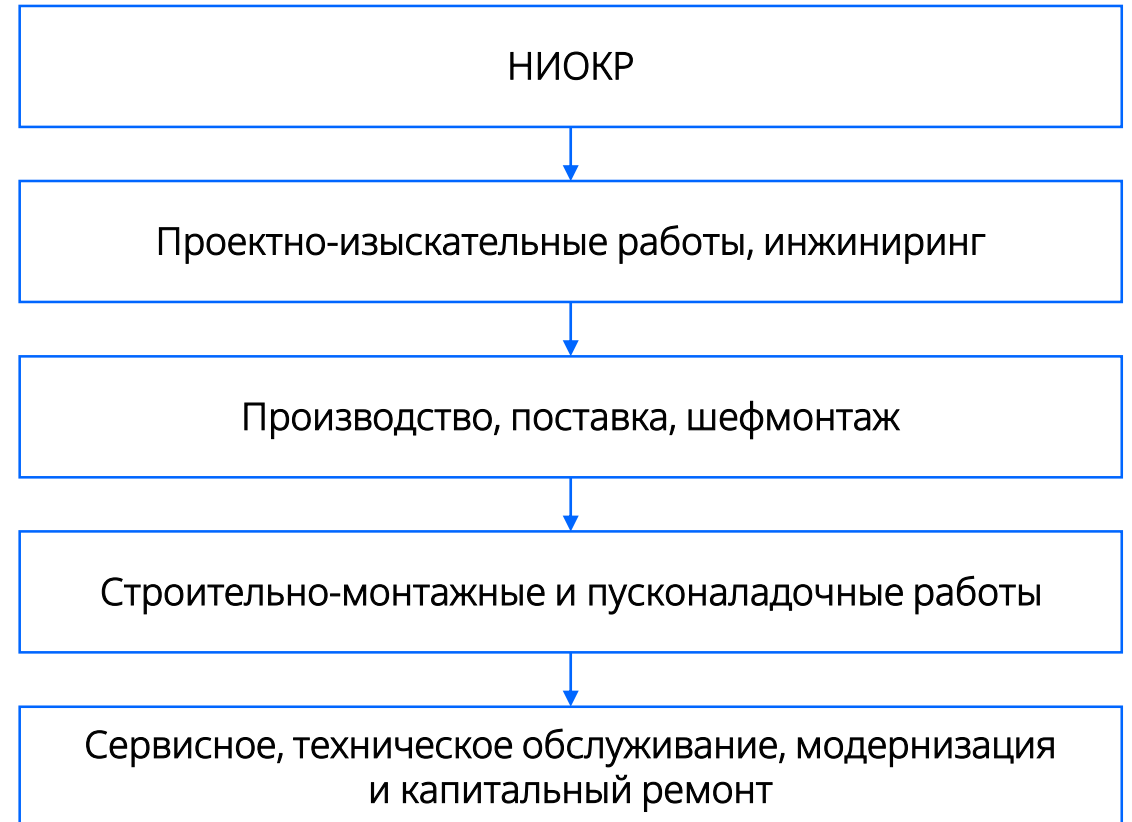 НИОКР
Проектно-изыскательные работы, инжиниринг
Производство, поставка, шефмонтаж
Строительно-монтажные и пусконаладочные работы
Сервисное, техническое обслуживание, модернизация
и капитальный ремонт